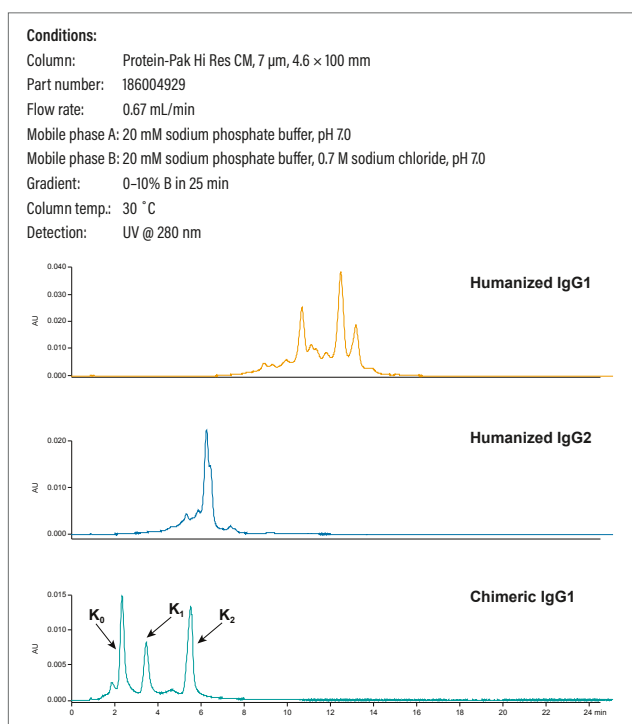 Conditions:
Column: Protein-Pak Hi Res CM, 7 µm, 4.6 × 100 mm
Part number: 186004929
Flow rate: 0.67 mL/min
Mobile phase A: 20 mM sodium phosphate buffer, pH 7.0
Mobile phase B: 20 mM sodium phosphate buffer, 0.7 M sodium chloride, pH 7.0
Gradient: 0–10% B in 25 min
Column temp.: 30 ˚C
Detection: UV @ 280 nm
Humanized IgG1
0.040
0.030
0.020
0.010
0.000
AU
Humanized IgG2
0.020
0.010
0.000
AU
Chimeric IgG1
0.015
0.010
0.005
0.000
AU
K₀
K₁
K₂
0 2 4 6 8 10 12 14 16 18 20 22 24 min